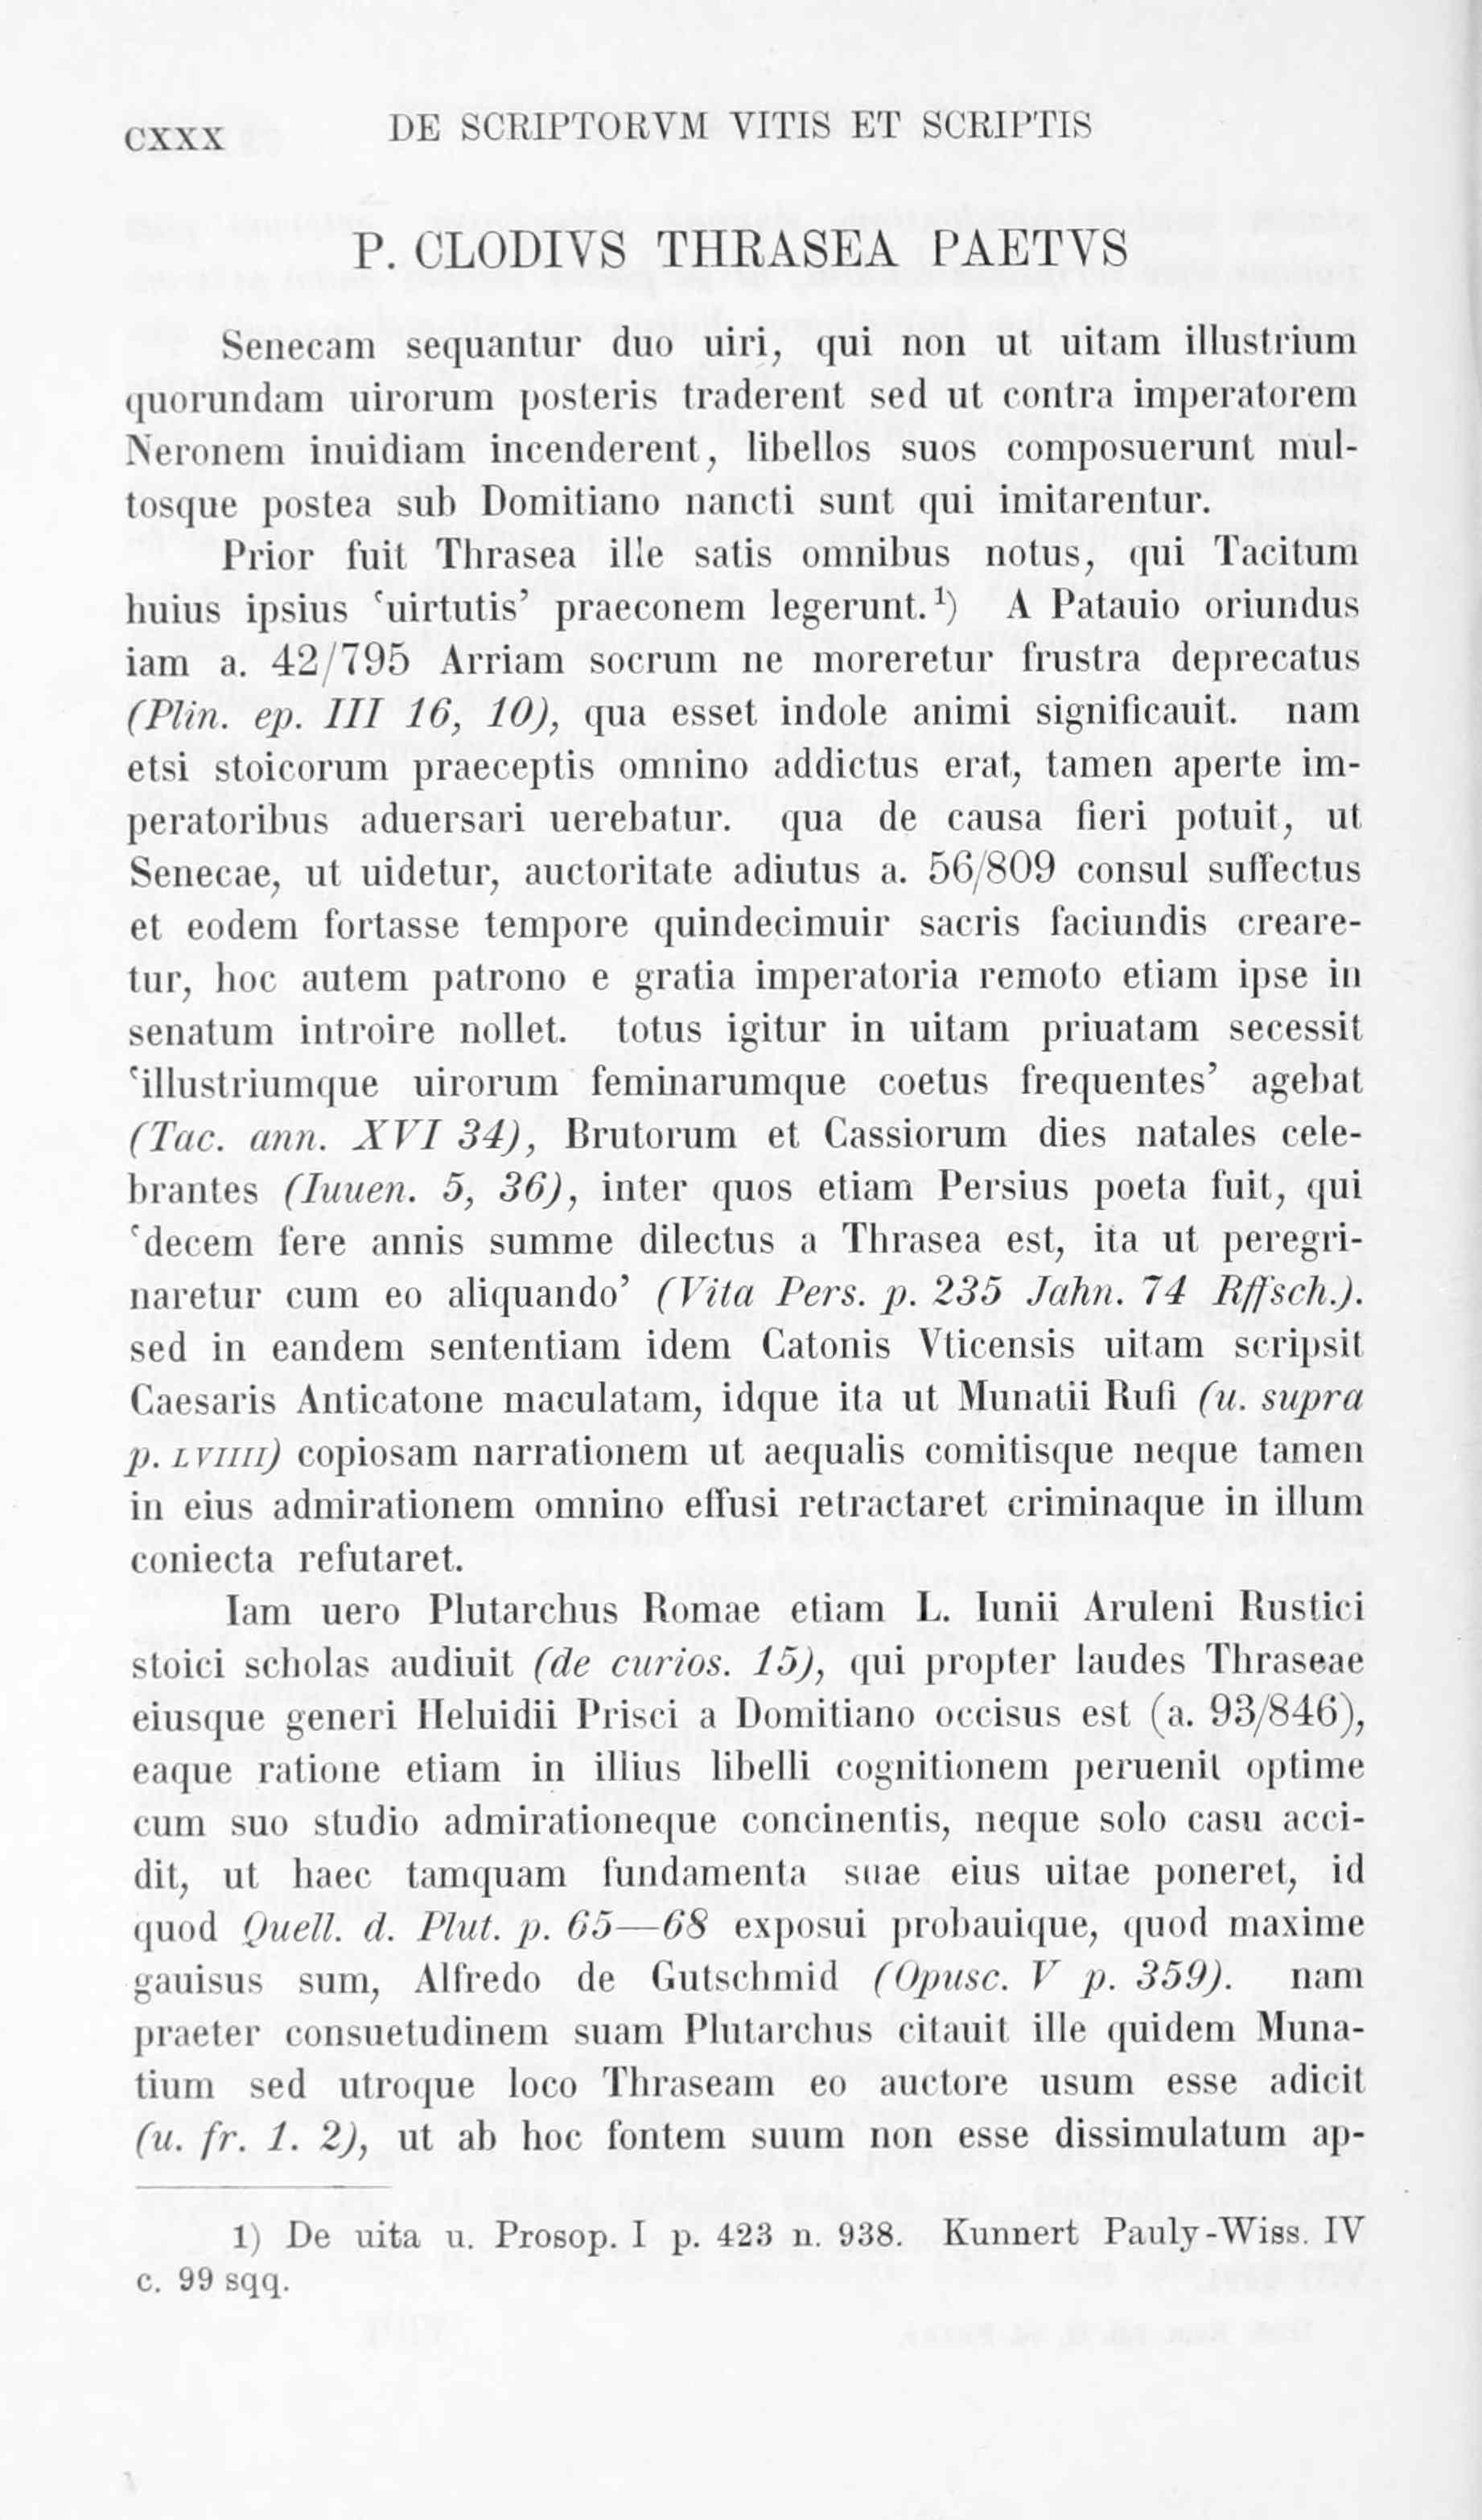 CXXX DE SCRIPTORVM VITIS ET SCRIPTIS
P. CLODIVS THRASEA PAETVS
Senecam sequantur duo uiri, qui non ut uitam illustrium
quorundam uirorum posteris traderent sed ut contra imperatorem
Neronem inuidiam incenderent, libellos suos composuerunt mul-
tosque postea sub Domitiano nancti sunt qui imitarentur.
Prior fuit Thrasea ille satis omnibus notus, qui Tacitum
huius ipsius ‘uirtutis’ praeconem legerunt.¹) A Patauio oriundus
iam a. 42/795 Arriam socrum ne moreretur frustra deprecatus
(Plin. ep. III 16, 10), qua esset indole animi significauit. nam
etsi stoicorum praeceptis omnino addictus erat, tamen aperte im-
peratoribus aduersari uerebatur. qua de causa fieri potuit, ut
Senecae, ut uidetur, auctoritate adiutus a. 56/809 consul suffectus
et eodem fortasse tempore quindecimuir sacris faciundis creare-
tur, hoc autem patrono e gratia imperatoria remoto etiam ipse in
senatum introire nollet. totus igitur in uitam priuatam secessit
‘illustriumque uirorum feminarumque coetus frequentes’ agebat
(Tac. ann. XVI 34), Brutorum et Cassiorum dies natales cele-
brantes (Iuuen. 5, 36), inter quos etiam Persius poeta fuit, qui
‘decem fere annis summe dilectus a Thrasea est, ita ut peregri-
naretur cum eo aliquando’ (Vita Pers. p. 235 Jahn. 74 Rffsch.).
sed in eandem sententiam idem Catonis Vticensis uitam scripsit
Caesaris Anticatone maculatam, idque ita ut Munatii Rufi (u. supra
p. LVIIII) copiosam narrationem ut aequalis comitisque neque tamen
in eius admirationem omnino effusi retractaret criminaque in illum
coniecta refutaret.
Iam uero Plutarchus Romae etiam L. Iunii Aruleni Rustici
stoici scholas audiuit (de curios. 15), qui propter laudes Thraseae
eiusque generi Heluidii Prisci a Domitiano occisus est (a. 93/846),
eaque ratione etiam in illius libelli cognitionem peruenit optime
cum suo studio admirationeque concinentis, neque solo casu acci-
dit, ut haec tamquam fundamenta suae eius uitae poneret, id
quod Quell. d. Plut. p. 65—68 exposui probauique, quod maxime
gauisus sum, Alfredo de Gutschmid (Opusc. V p. 359). nam
praeter consuetudinem suam Plutarchus citauit ille quidem Muna-
tium sed utroque loco Thraseam eo auctore usum esse adicit
(u. fr. 1. 2), ut ab hoc fontem suum non esse dissimulatum ap-
1) De uita u. Prosop. I p. 423 n. 938. Kunnert Pauly-Wiss. IV
c. 99 sqq.